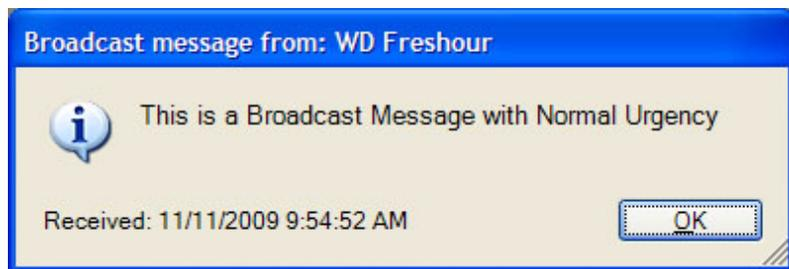 Broadcast message from: WD Freshour
i
This is a Broadcast Message with Normal Urgency
Received: 11/11/2009 9:54:52 AM
OK